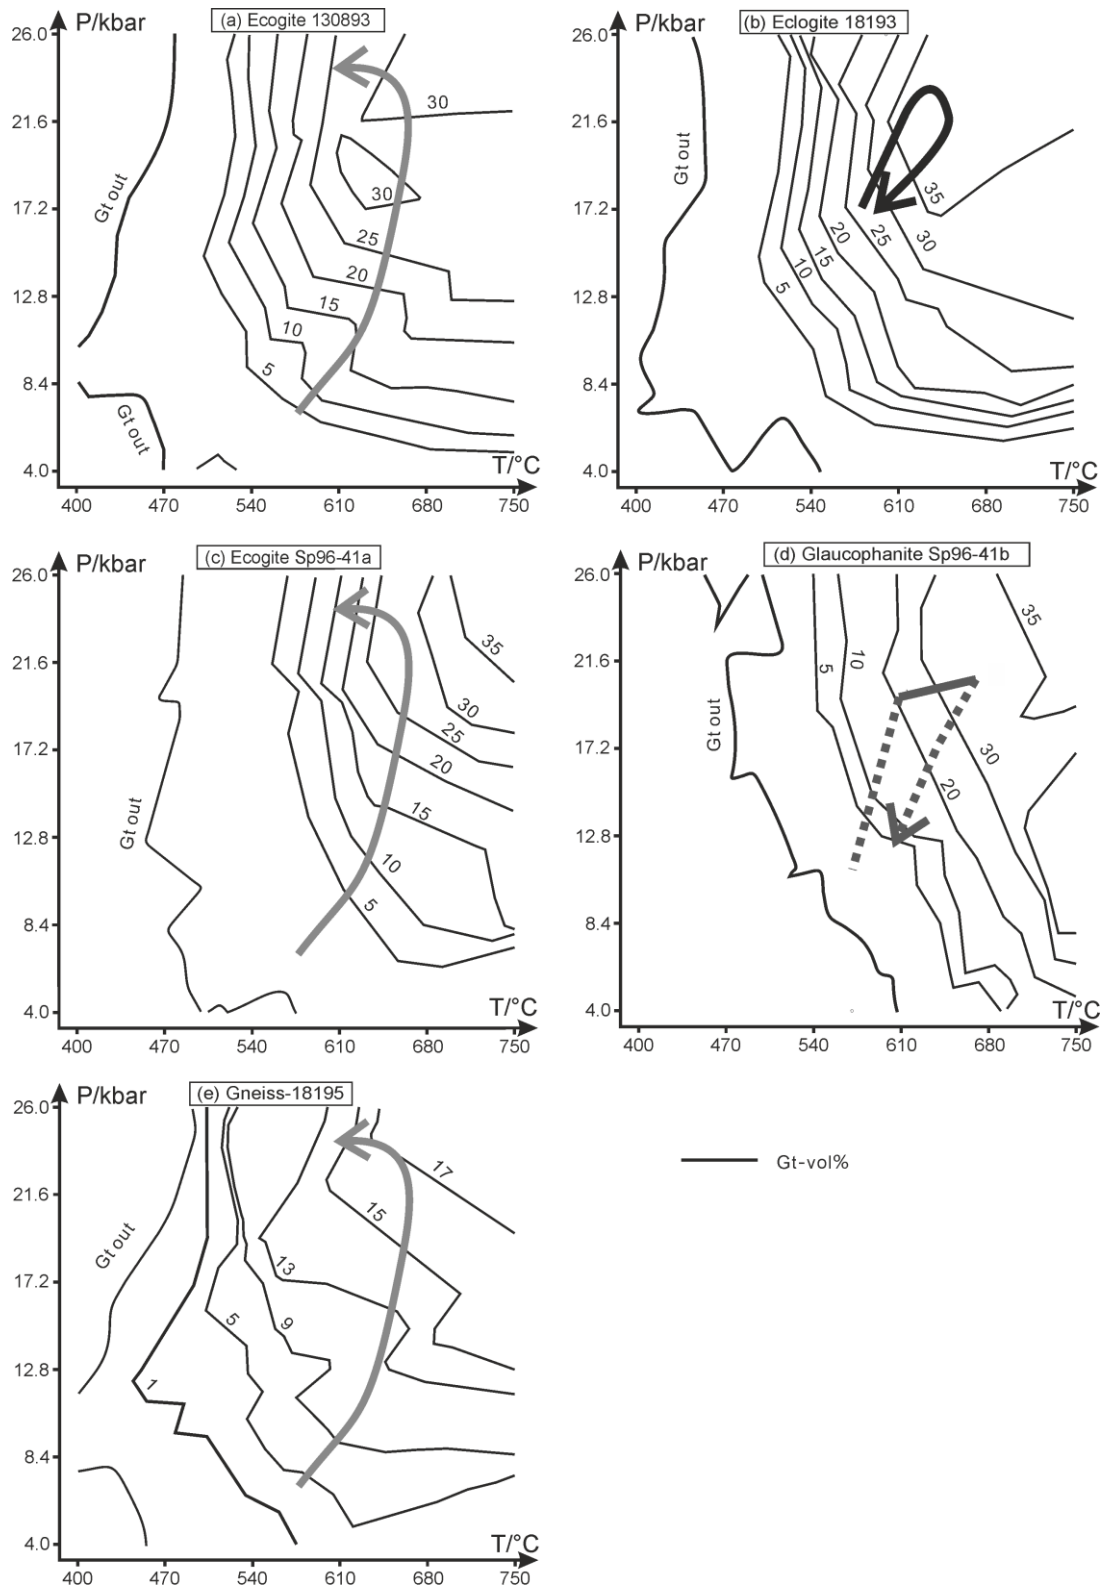 P/kbar
(a) Ecogite 130893
26.0
21.6
17.2
12.8
8.4
4.0
Gt out
Gt out
30
30
25
20
15
10
5
T/°C
400 470 540 610 680 750
P/kbar
(b) Eclogite 18193
26.0
21.6
17.2
12.8
8.4
4.0
Gt out
35
30
25
20
15
10
5
T/°C
400 470 540 610 680 750
P/kbar
(c) Ecogite Sp96-41a
26.0
21.6
17.2
12.8
8.4
4.0
Gt out
35
30
25
20
15
10
5
T/°C
400 470 540 610 680 750
P/kbar
(d) Glaucophanite Sp96-41b
26.0
21.6
17.2
12.8
8.4
4.0
Gt out
5
10
35
30
20
T/°C
400 470 540 610 680 750
P/kbar
(e) Gneiss-18195
26.0
21.6
17.2
12.8
8.4
4.0
Gt out
17
15
13
9
5
1
T/°C
400 470 540 610 680 750
Gt-vol%